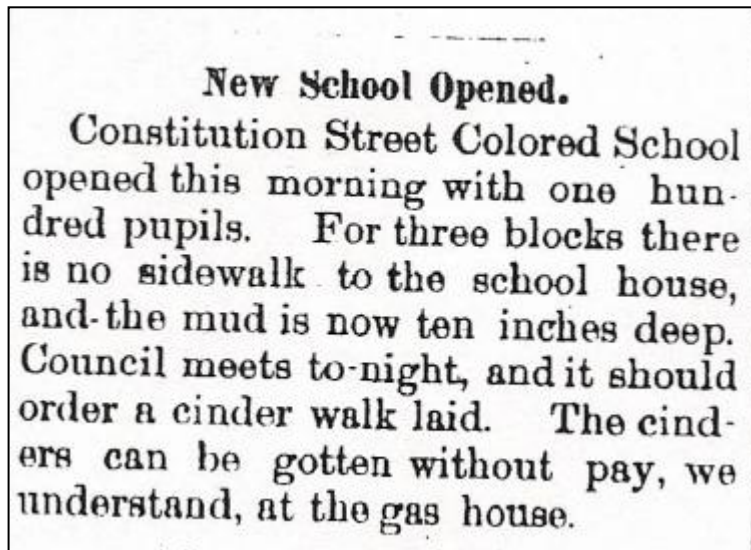 New School Opened.
Constitution Street Colored School
opened this morning with one hun-
dred pupils. For three blocks there
is no sidewalk to the school house,
and the mud is now ten inches deep.
Council meets to-night, and it should
order a cinder walk laid. The cind-
ers can be gotten without pay, we
understand, at the gas house.